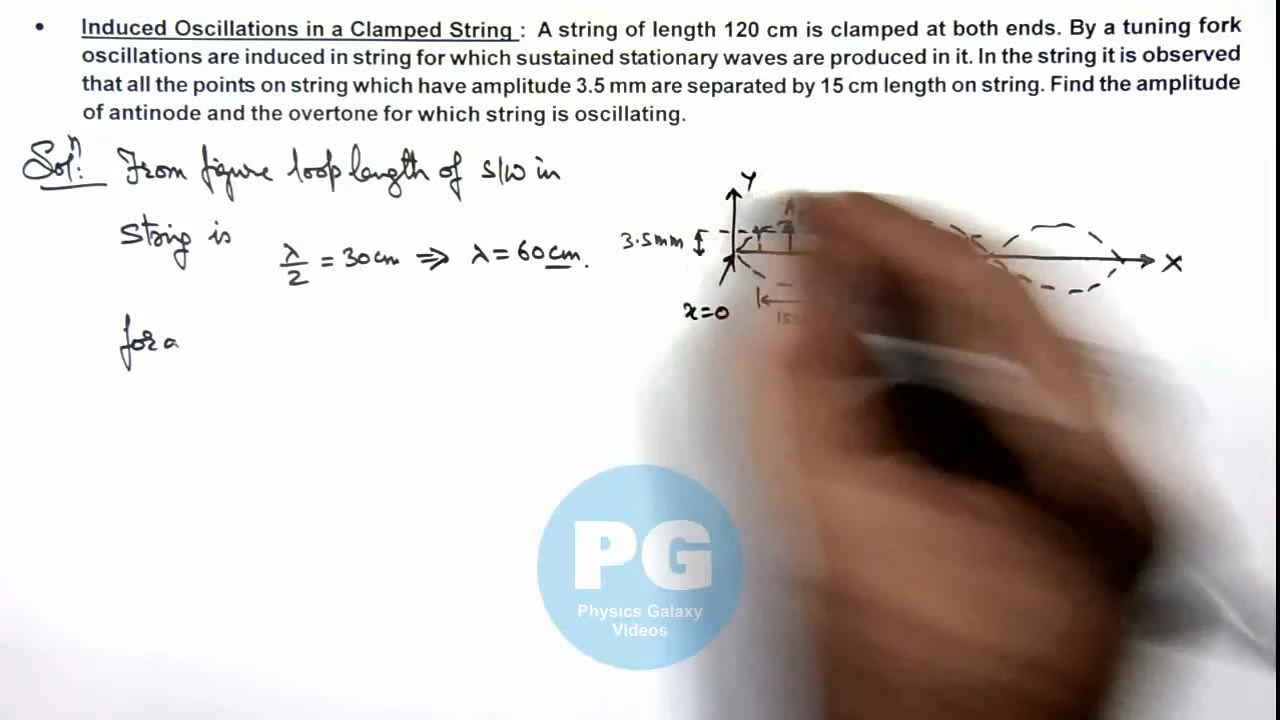 • Induced Oscillations in a Clamped String : A string of length 120 cm is clamped at both ends. By a tuning fork
oscillations are induced in string for which sustained stationary waves are produced in it. In the string it is observed
that all the points on string which have amplitude 3.5 mm are separated by 15 cm length on string. Find the amplitude
of antinode and the overtone for which string is oscillating.
Solⁿ: From figure loop length of s/w in
string is
λ/2 = 30cm ⇒ λ = 60cm.
for a
Y
A
3.5mm
X
x=0
PG
Physics Galaxy
Videos